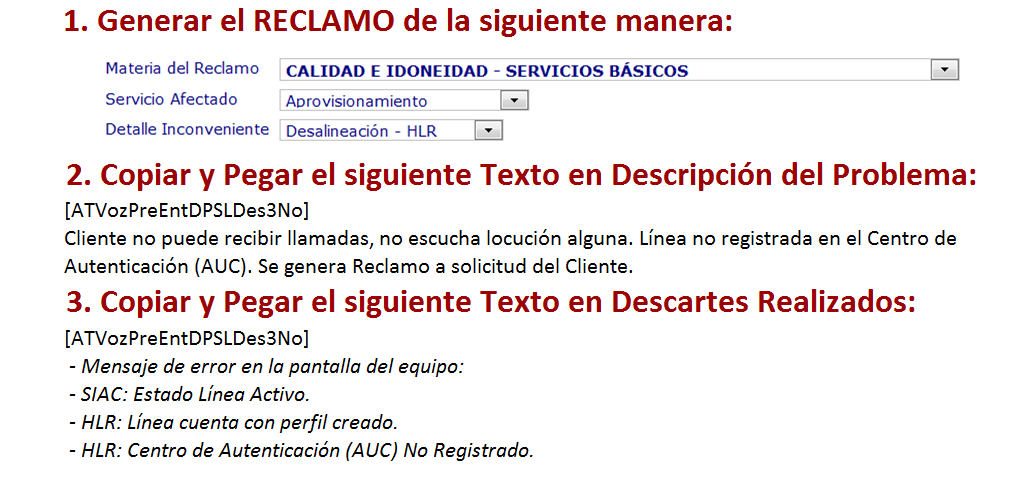 1. Generar el RECLAMO de la siguiente manera:
Materia del Reclamo CALIDAD E IDONEIDAD - SERVICIOS BÁSICOS
Servicio Afectado Aprovisionamiento
Detalle Inconveniente Desalineación - HLR
2. Copiar y Pegar el siguiente Texto en Descripción del Problema:
[ATVozPreEntDPSLDes3No]
Cliente no puede recibir llamadas, no escucha locución alguna. Línea no registrada en el Centro de
Autenticación (AUC). Se genera Reclamo a solicitud del Cliente.
3. Copiar y Pegar el siguiente Texto en Descartes Realizados:
[ATVozPreEntDPSLDes3No]
- Mensaje de error en la pantalla del equipo:
- SIAC: Estado Línea Activo.
- HLR: Línea cuenta con perfil creado.
- HLR: Centro de Autenticación (AUC) No Registrado.